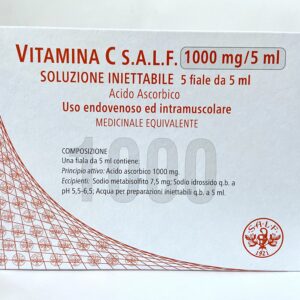 VITAMINA C S.A.L.F. 1000 mg/5 ml
SOLUZIONE INIETTABILE 5 fiale da 5 ml
Acido Ascorbico
Uso endovenoso ed intramuscolare
MEDICINALE EQUIVALENTE
1000
COMPOSIZIONE
Una fiala da 5 ml contiene:
Principio attivo: Acido ascorbico 1000 mg.
Eccipienti: Sodio metabisolfito 7,5 mg; Sodio idrossido q.b. a
pH 5,5-6,5; Acqua per preparazioni iniettabili q.b. a 5 ml.
S.A.L.F.
1921